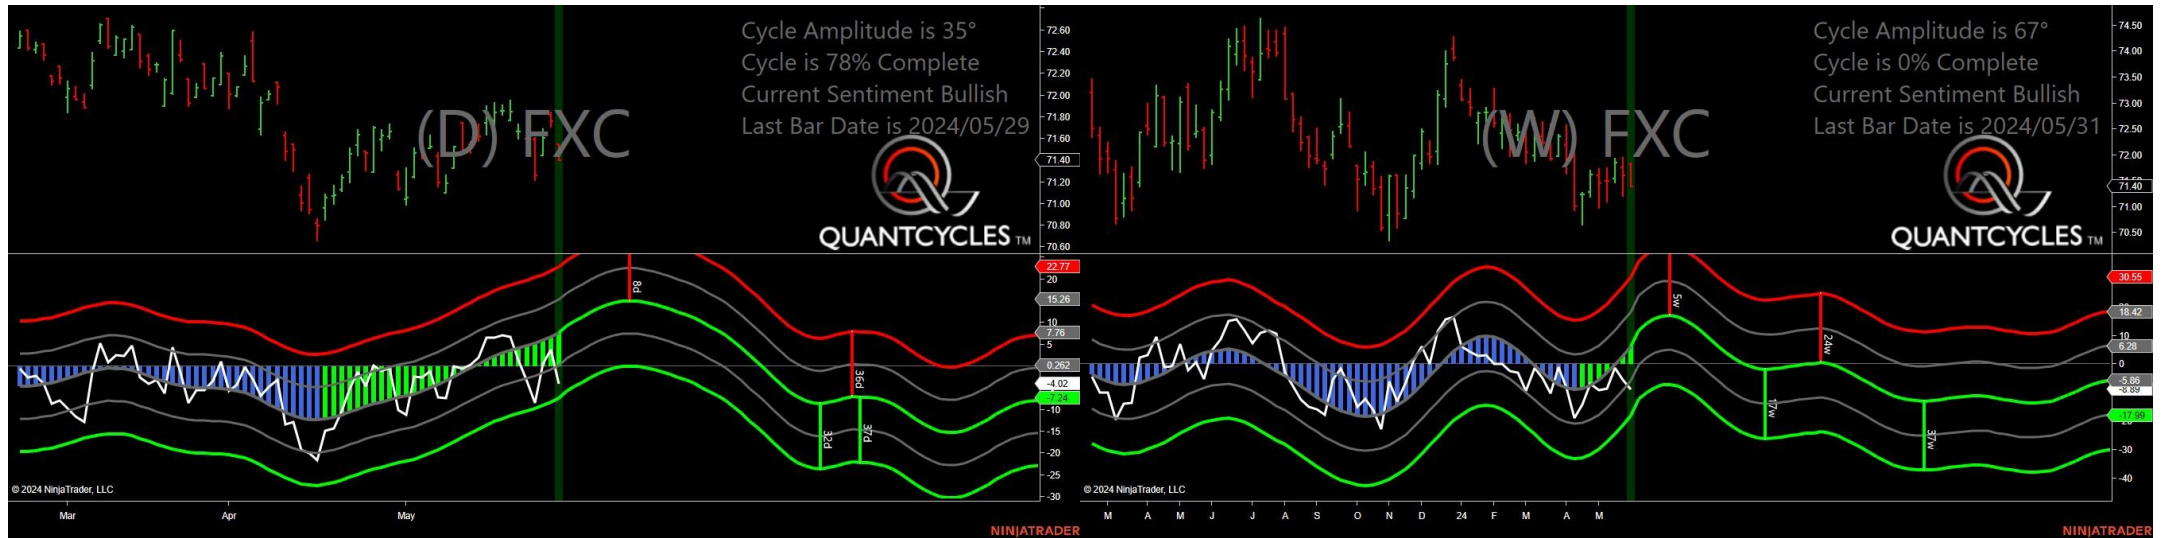 Cycle Amplitude is 35°
Cycle is 78% Complete
Current Sentiment Bullish
Last Bar Date is 2024/05/29
(D) FXC
QUANTCYCLES TM
72.60
72.40
72.20
72.00
71.80
71.60
71.40
71.20
71.00
70.80
70.60
22.77
20
15.26
10
7.76
5
0.262
-4.02
-7.24
-10
-15
-20
-25
-30
8d
36d
32d
37d
© 2024 NinjaTrader, LLC
Mar Apr May
NINJATRADER
Cycle Amplitude is 67°
Cycle is 0% Complete
Current Sentiment Bullish
Last Bar Date is 2024/05/31
(W) FXC
QUANTCYCLES TM
74.50
74.00
73.50
73.00
72.50
72.00
71.40
71.00
70.50
30.55
18.42
10
6.28
0
-5.86
-8.89
-17.99
-30
-40
5w
24w
17w
37w
© 2024 NinjaTrader, LLC
M A M J J A S O N D 24 F M A M
NINJATRADER